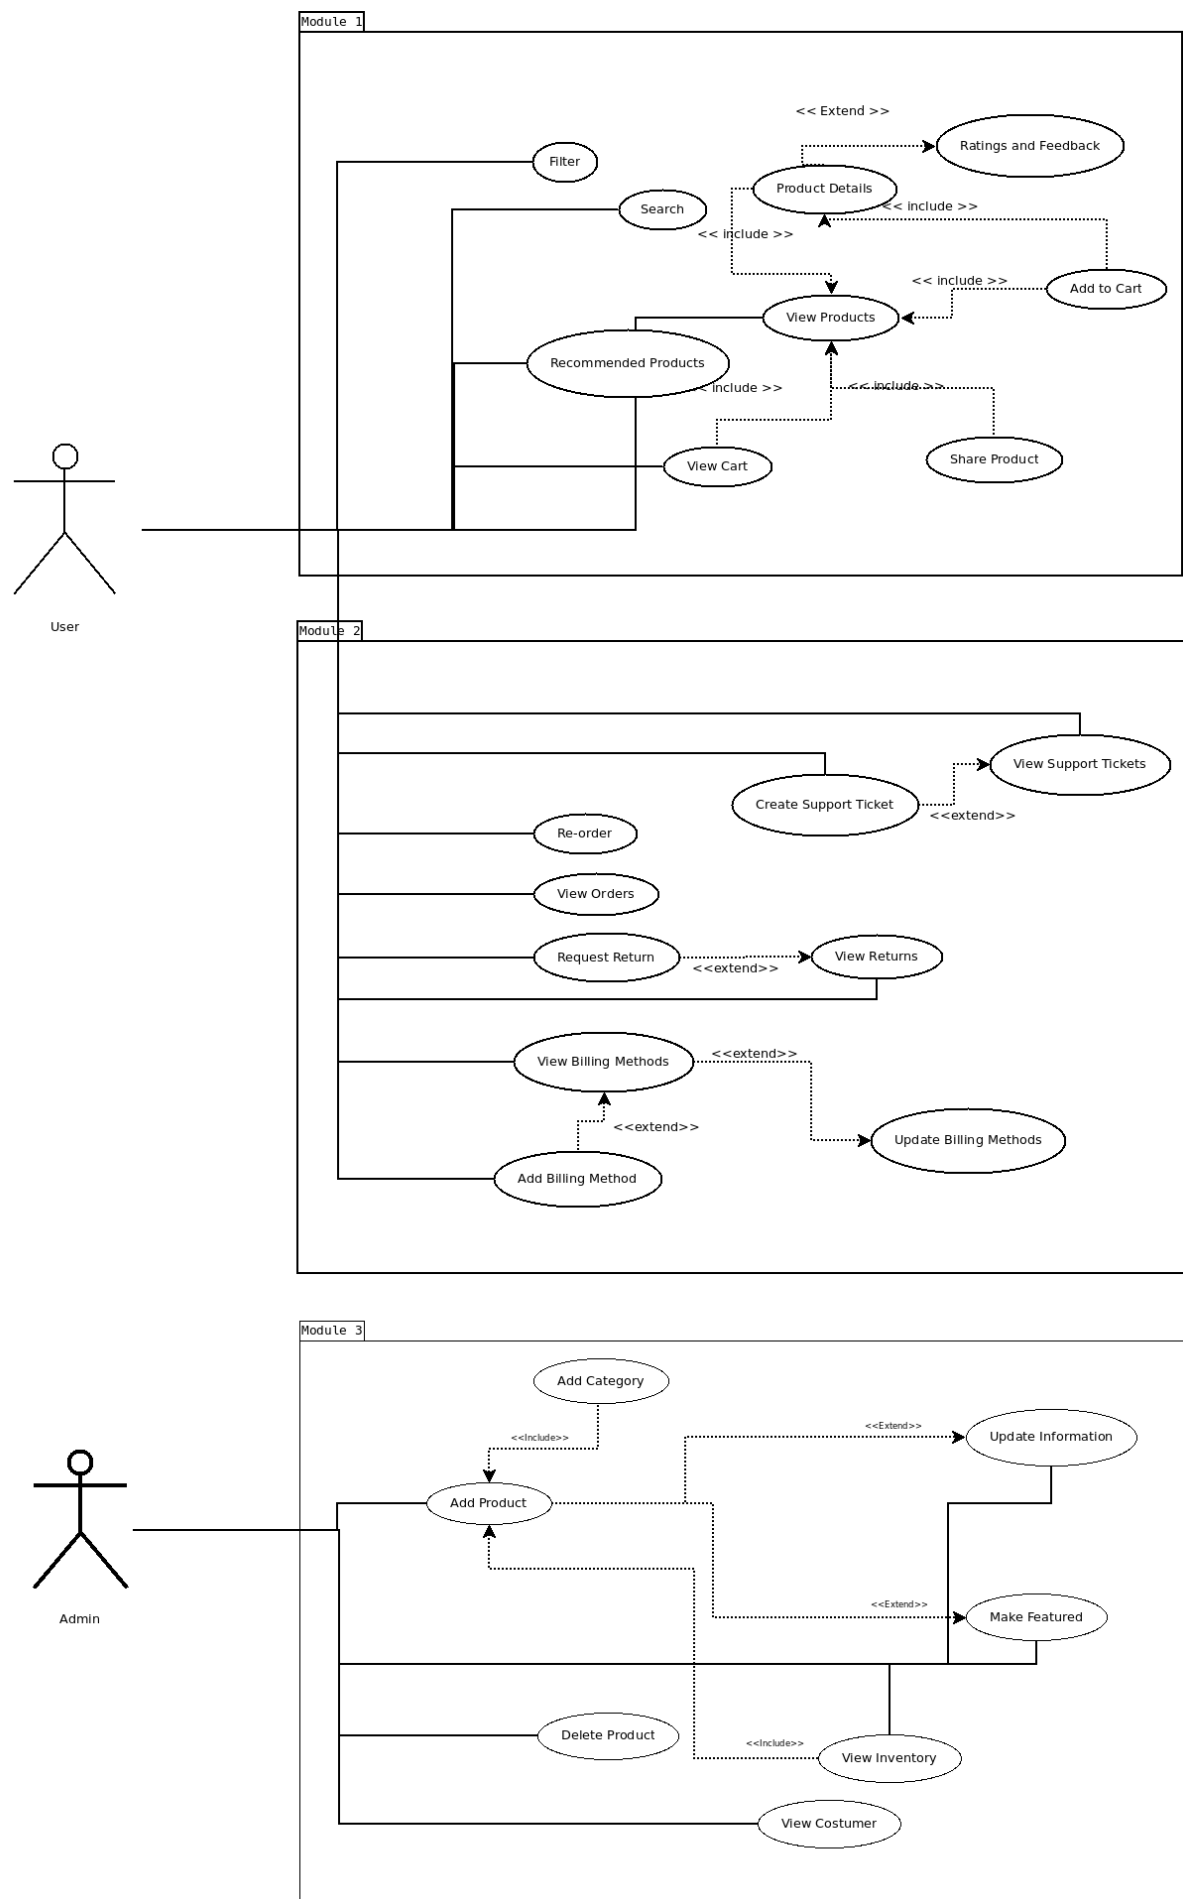 Module 1
<< Extend >>
Ratings and Feedback
Filter
Product Details
Search
<< include >>
<< include >>
<< include >>
Add to Cart
View Products
Recommended Products
< include >>
<< include >>
View Cart
Share Product
User
Module 2
View Support Tickets
Create Support Ticket
<<extend>>
Re-order
View Orders
Request Return
<<extend>>
View Returns
View Billing Methods
<<extend>>
<<extend>>
Update Billing Methods
Add Billing Method
Module 3
Add Category
<<Include>>
<<Extend>>
Update Information
Add Product
Admin
<<Extend>>
Make Featured
Delete Product
<<Include>>
View Inventory
View Costumer